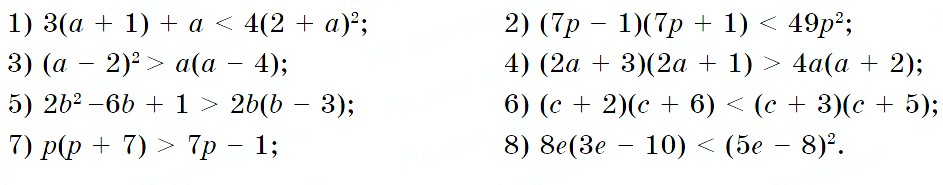 1) 3(a + 1) + a < 4(2 + a)²; 2) (7p − 1)(7p + 1) < 49p²;
3) (a − 2)² > a(a − 4); 4) (2a + 3)(2a + 1) > 4a(a + 2);
5) 2b² – 6b + 1 > 2b(b − 3); 6) (c + 2)(c + 6) < (c + 3)(c + 5);
7) p(p + 7) > 7p − 1; 8) 8e(3e − 10) < (5e − 8)².